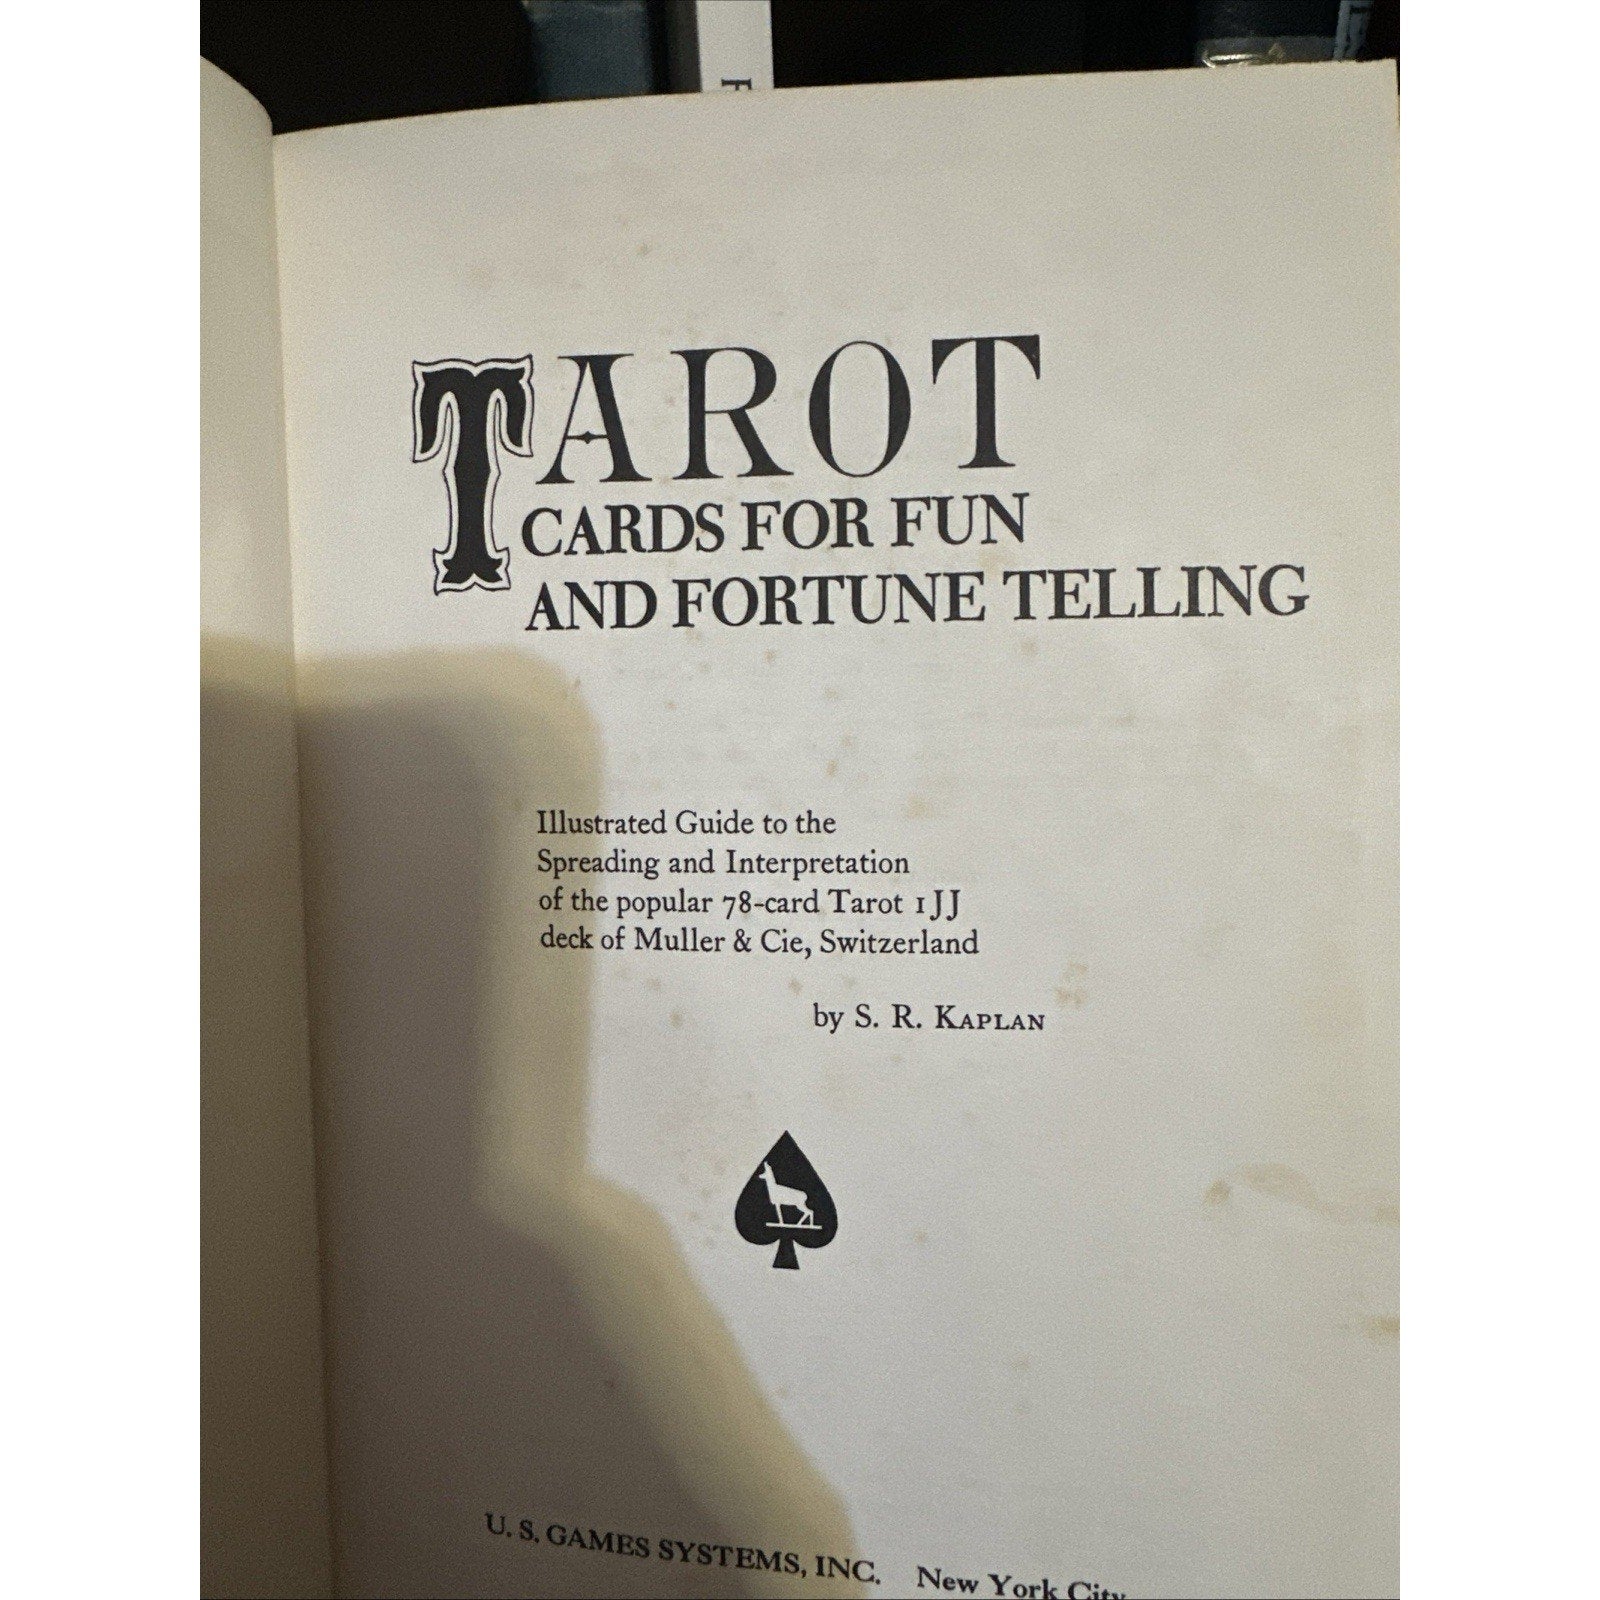 F
TAROT
CARDS FOR FUN
AND FORTUNE TELLING
Illustrated Guide to the
Spreading and Interpretation
of the popular 78-card Tarot 1JJ
deck of Muller & Cie, Switzerland
by S. R. KAPLAN
U. S. GAMES SYSTEMS, INC. New York City